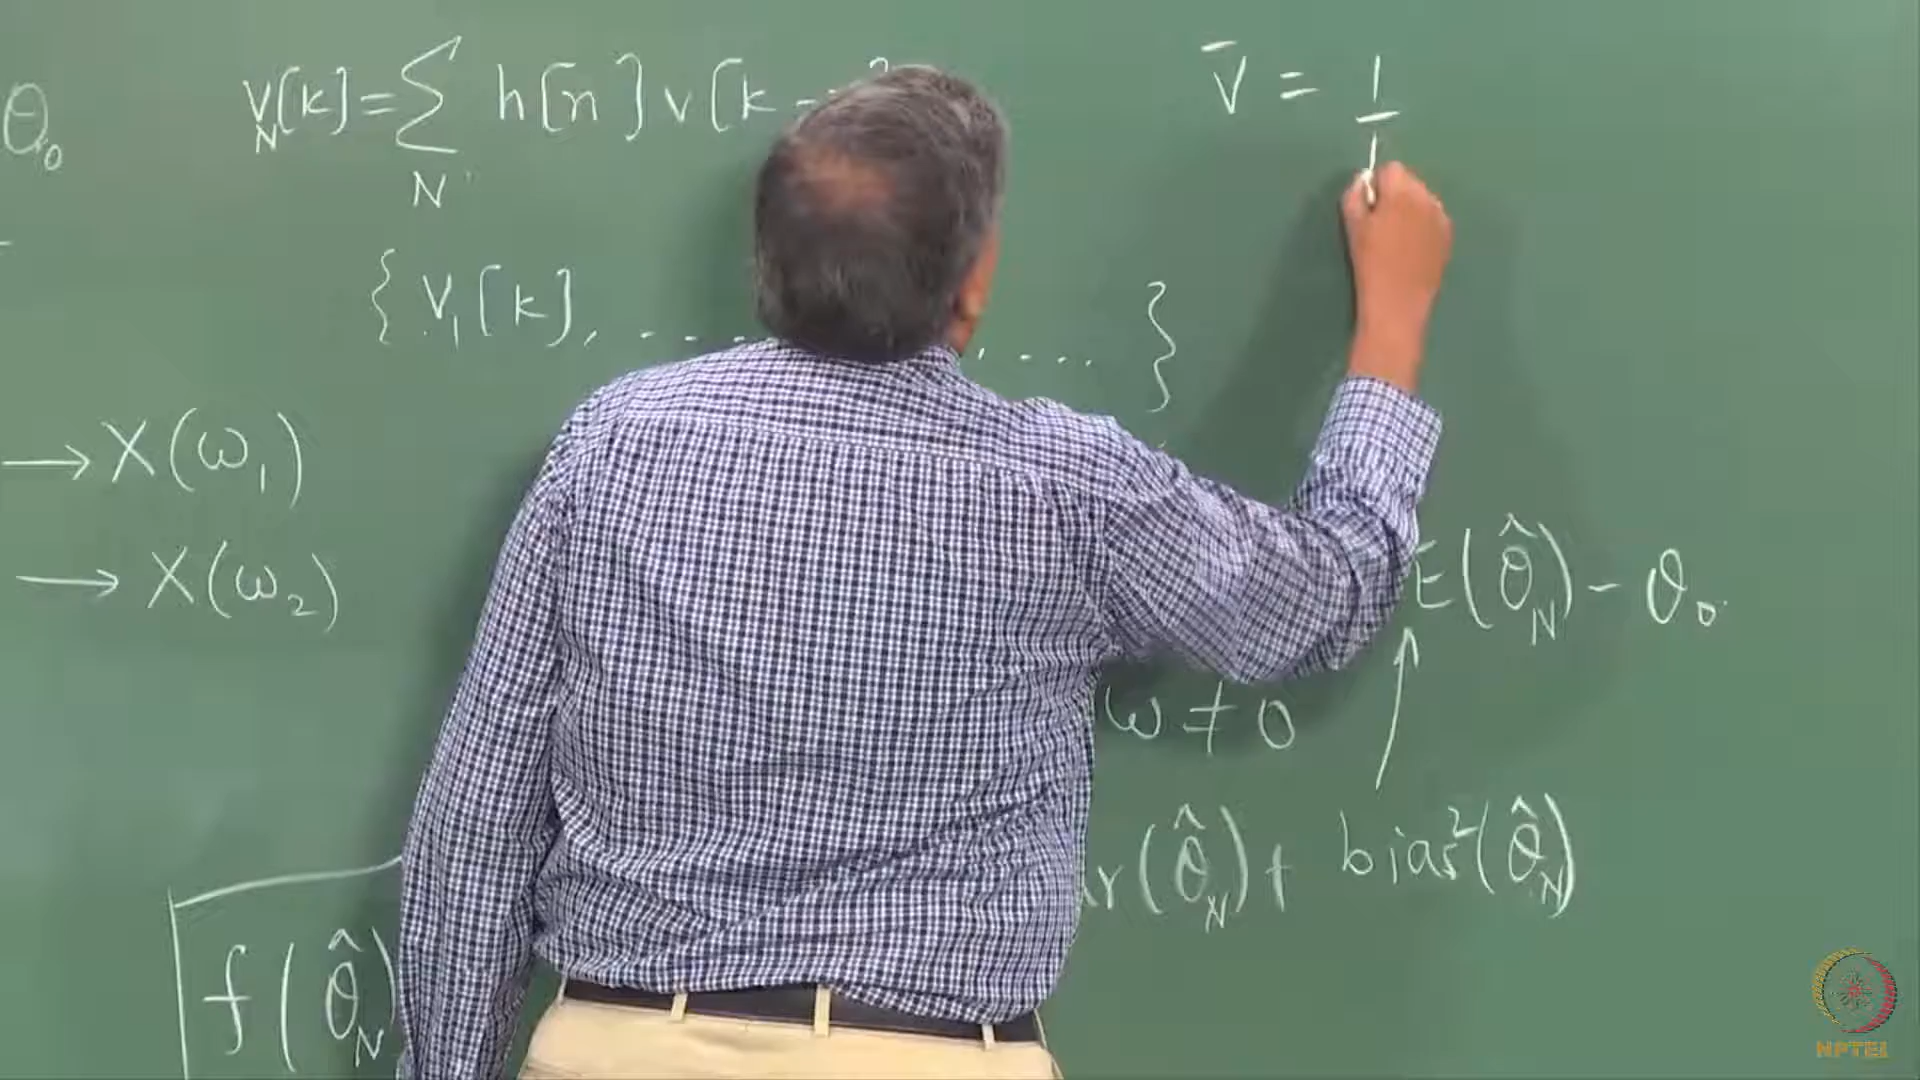 θ₀
V_N[k] = Σ_N h[n] v[k -
V̄ = 1
{ V₁[k], ......., .... }
→ X(ω₁)
→ X(ω₂)
E(θ̂_N) - θ₀
ω ≠ 0
r(θ̂_N) + bias²(θ̂_N)
f(θ̂_N)
NPTEL